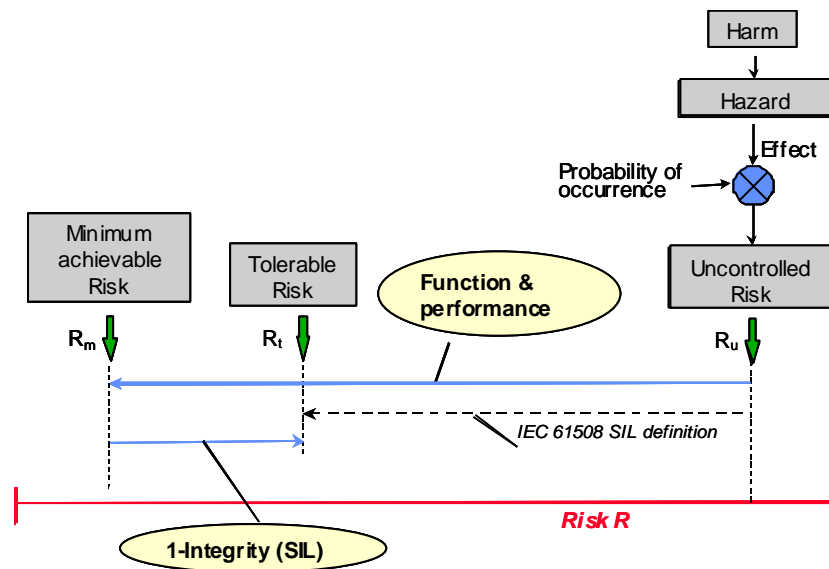 Harm
Hazard
Effect
Probability of
occurrence
Minimum
achievable
Risk
Tolerable
Risk
Function &
performance
Uncontrolled
Risk
Rm
Rt
Ru
IEC 61508 SIL definition
Risk R
1-Integrity (SIL)